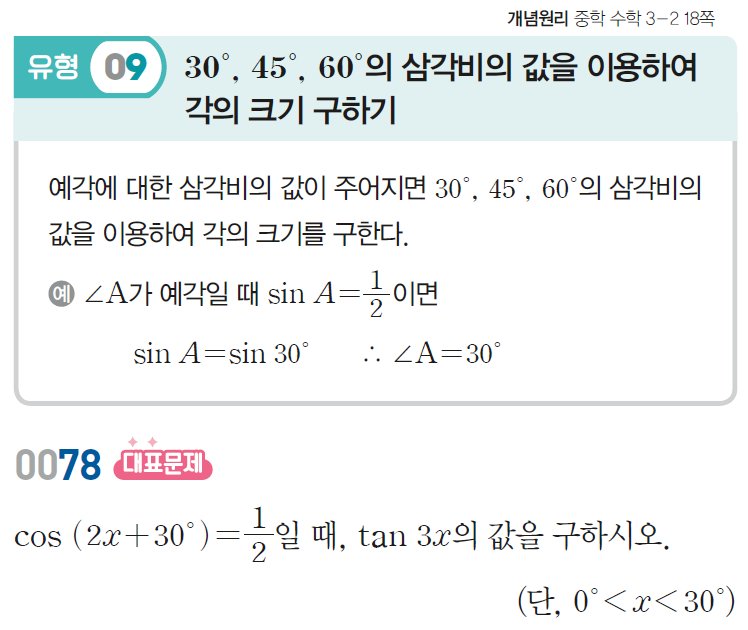 개념원리 중학 수학 3-2 18쪽
유형 09 30°, 45°, 60°의 삼각비의 값을 이용하여
각의 크기 구하기
예각에 대한 삼각비의 값이 주어지면 30°, 45°, 60°의 삼각비의
값을 이용하여 각의 크기를 구한다.
예 ∠A가 예각일 때 sin A=1/2이면
sin A=sin 30° ∴ ∠A=30°
0078 대표문제
cos (2x+30°)=1/2일 때, tan 3x의 값을 구하시오.
(단, 0°<x<30°)